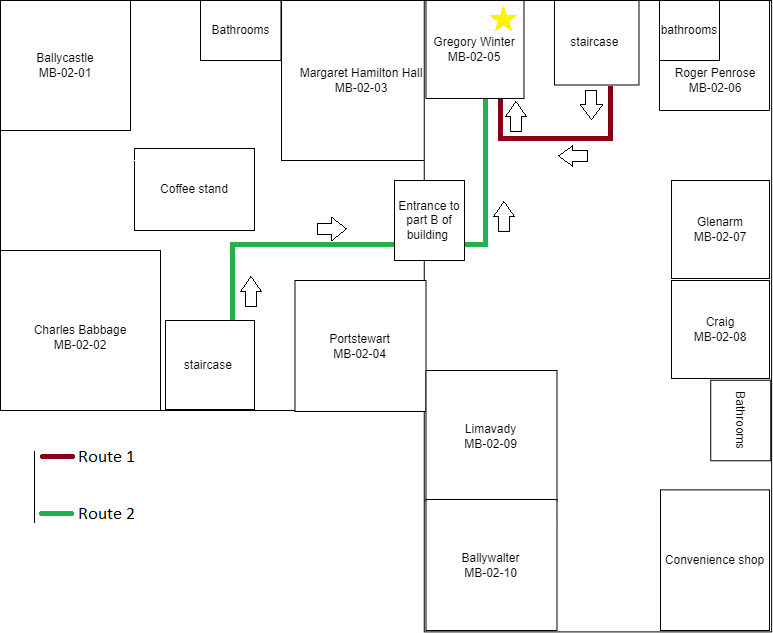 Ballycastle
MB-02-01
Bathrooms
Margaret Hamilton Hall
MB-02-03
Gregory Winter
MB-02-05
staircase
bathrooms
Roger Penrose
MB-02-06
Coffee stand
Entrance to
part B of
building
Glenarm
MB-02-07
Charles Babbage
MB-02-02
staircase
Portstewart
MB-02-04
Craig
MB-02-08
Bathrooms
Limavady
MB-02-09
Route 1
Route 2
Ballywalter
MB-02-10
Convenience shop